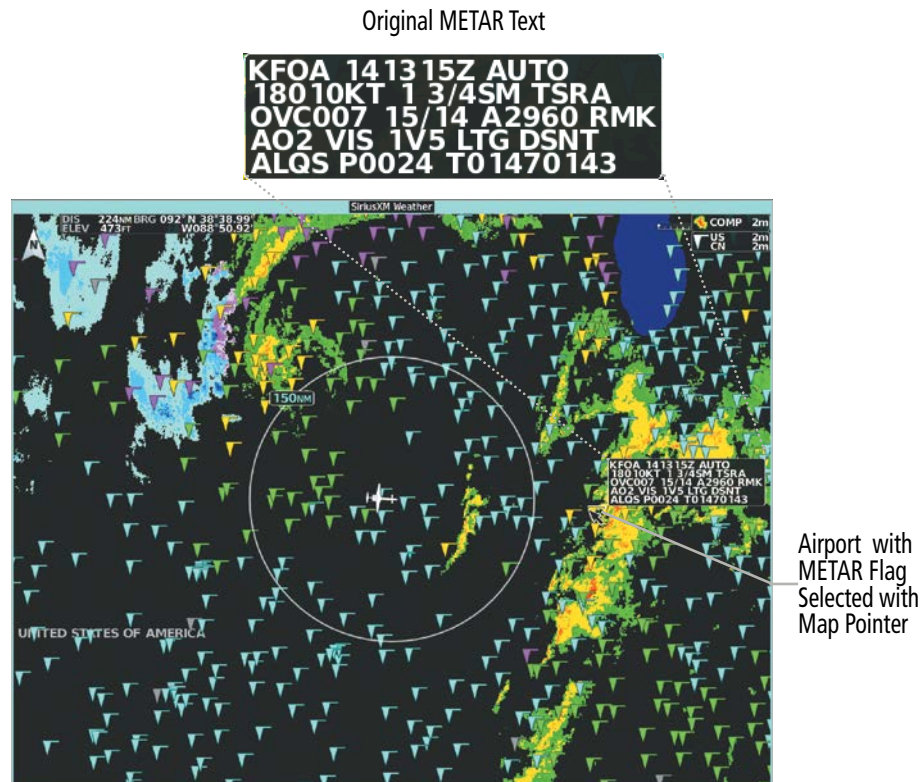 Original METAR Text
KFOA 141315Z AUTO
18010KT 1 3/4SM TSRA
OVC007 15/14 A2960 RMK
AO2 VIS 1V5 LTG DSNT
ALQS P0024 T01470143
SiriusXM Weather
DIS 224NM BRG 092° N 38°38.99'
ELEV 473FT W088°50.92'
N
COMP 2m
US 2m
CN 2m
150NM
KFOA 141315Z AUTO
18010KT 1 3/4SM TSRA
OVC007 15/14 A2960 RMK
AO2 VIS 1V5 LTG DSNT
ALQS P0024 T01470143
Airport with
METAR Flag
Selected with
Map Pointer
UNITED STATES OF AMERICA